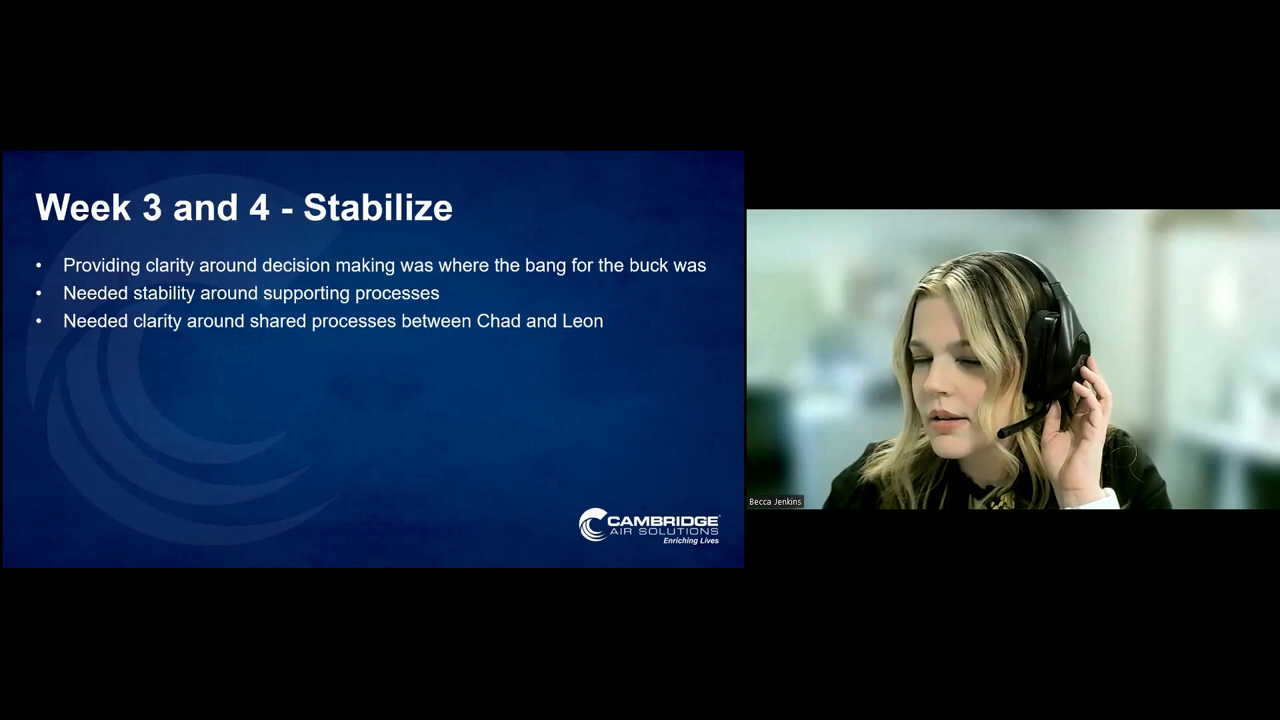 Week 3 and 4 - Stabilize
• Providing clarity around decision making was where the bang for the buck was
• Needed stability around supporting processes
• Needed clarity around shared processes between Chad and Leon
CAMBRIDGE
AIR SOLUTIONS
Enriching Lives
Becca Jenkins